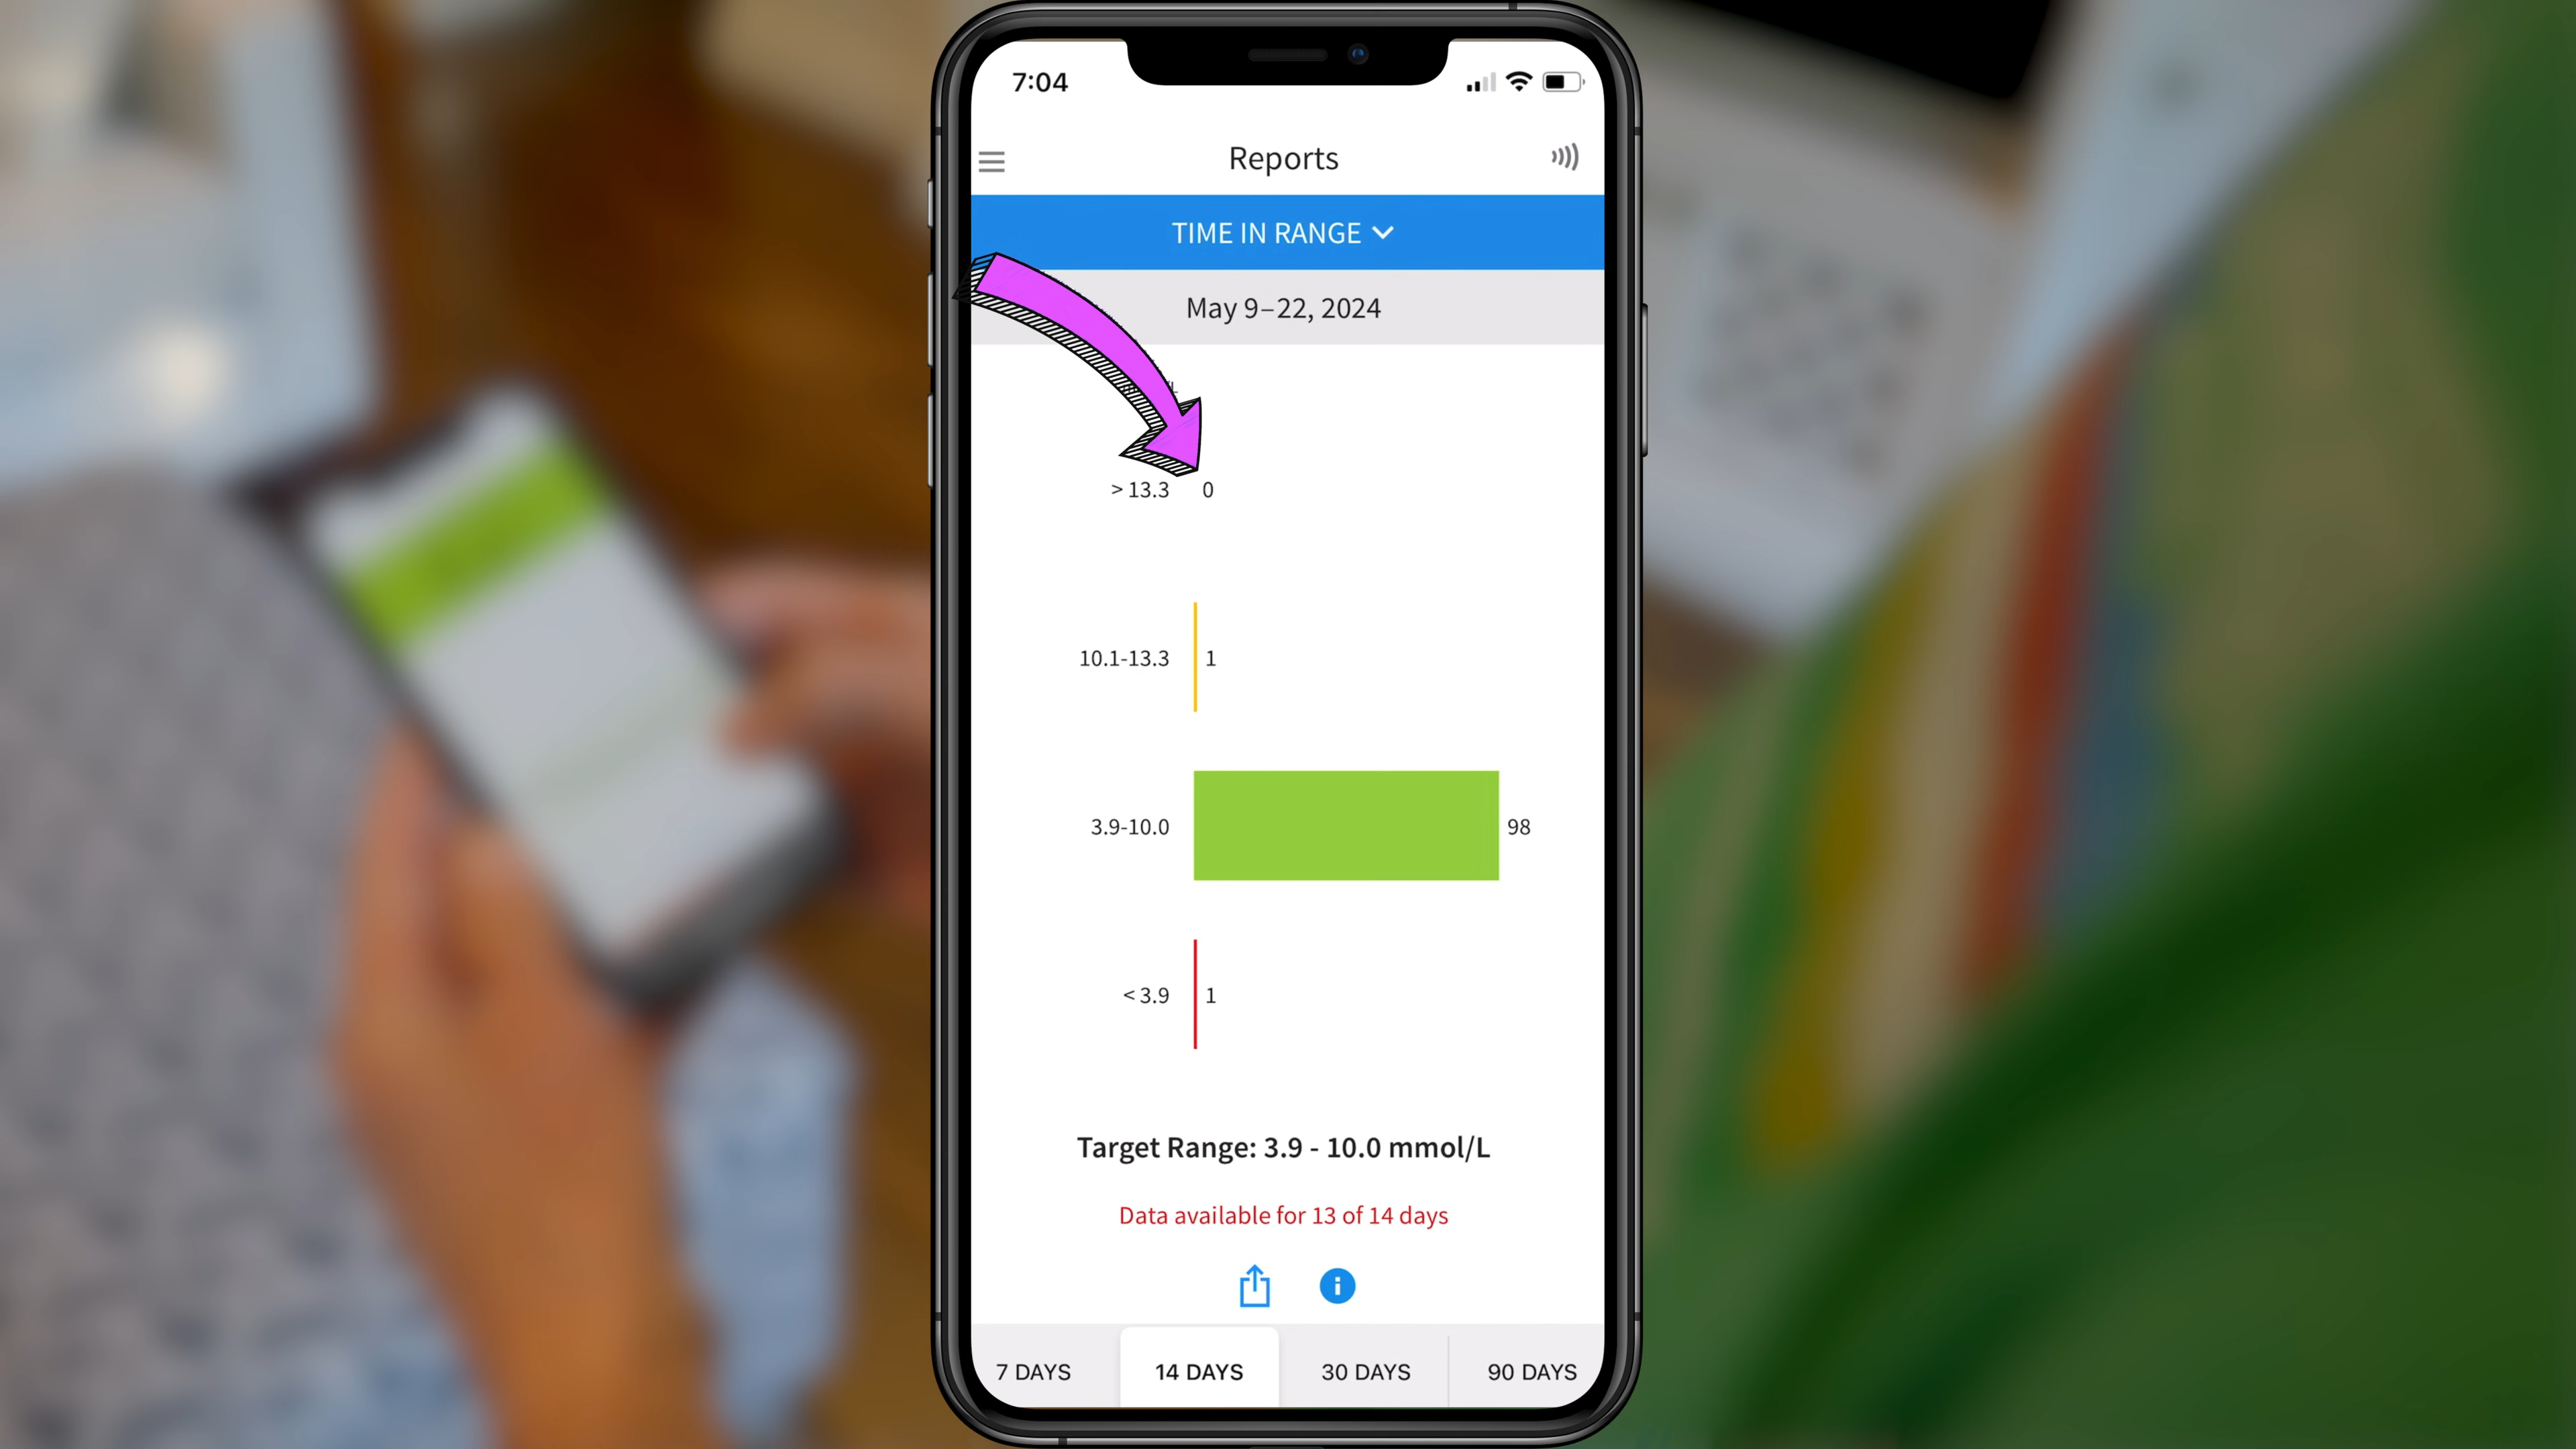 7:04
Reports
TIME IN RANGE
May 9–22, 2024
> 13.3 0
10.1-13.3 1
3.9-10.0 98
< 3.9 1
Target Range: 3.9 - 10.0 mmol/L
Data available for 13 of 14 days
7 DAYS 14 DAYS 30 DAYS 90 DAYS